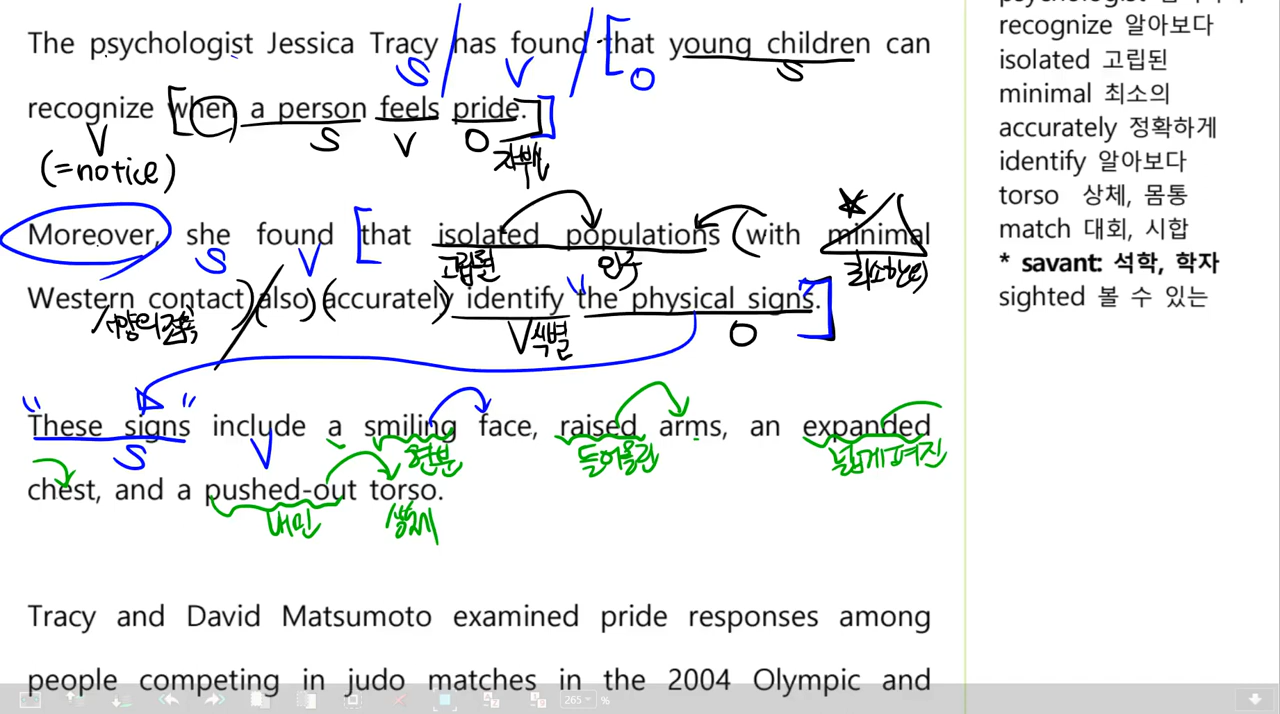 The psychologist Jessica Tracy has found that young children can
S V O S
recognize when a person feels pride.
V S V O
(=notice) 자부심
Moreover, she found that isolated populations with minimal
S V 고립된 인구 최소한의
Western contact also accurately identify the physical signs.
서양의 접촉 V 식별 O
"These signs" include a smiling face, raised arms, an expanded
S V 들어올린 넓게 펴진
chest, and a pushed-out torso.
내민 상체
Tracy and David Matsumoto examined pride responses among
people competing in judo matches in the 2004 Olympic and
265 %
recognize 알아보다
isolated 고립된
minimal 최소의
accurately 정확하게
identify 알아보다
torso 상체, 몸통
match 대회, 시합
* savant: 석학, 학자
sighted 볼 수 있는